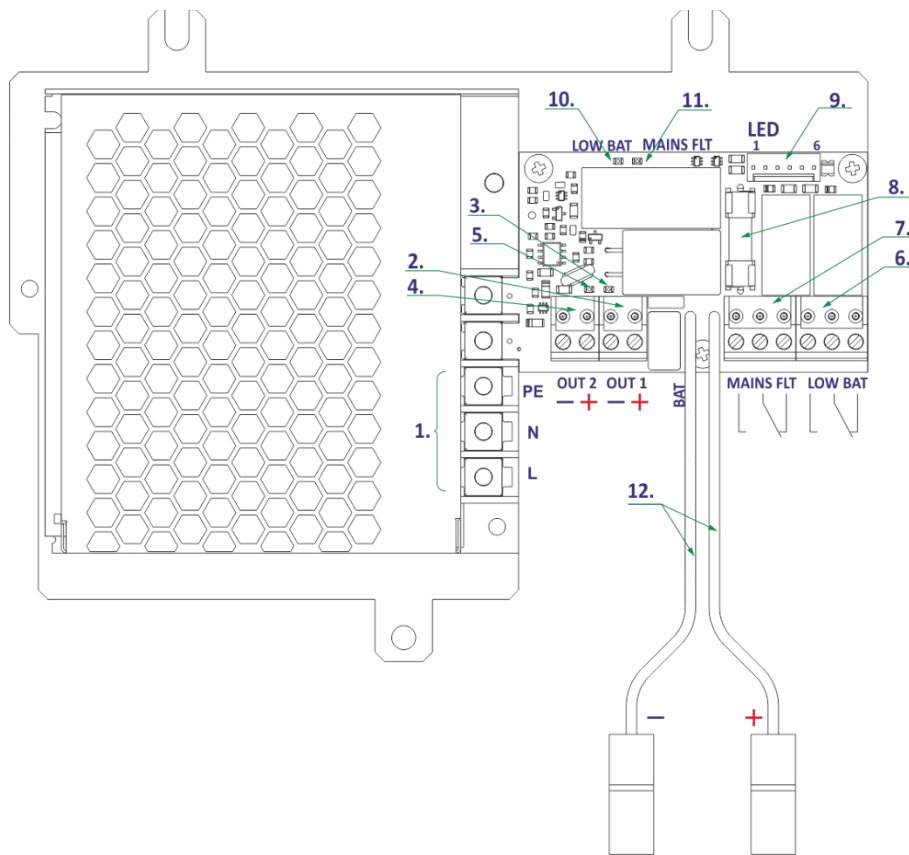 10.
11.
9.
LED
LOW BAT
MAINS FLT
1
6
3.
8.
5.
7.
2.
6.
4.
PE
OUT 2
OUT 1
BAT
MAINS FLT
LOW BAT
− + − +
1.
N
L
12.
−
+